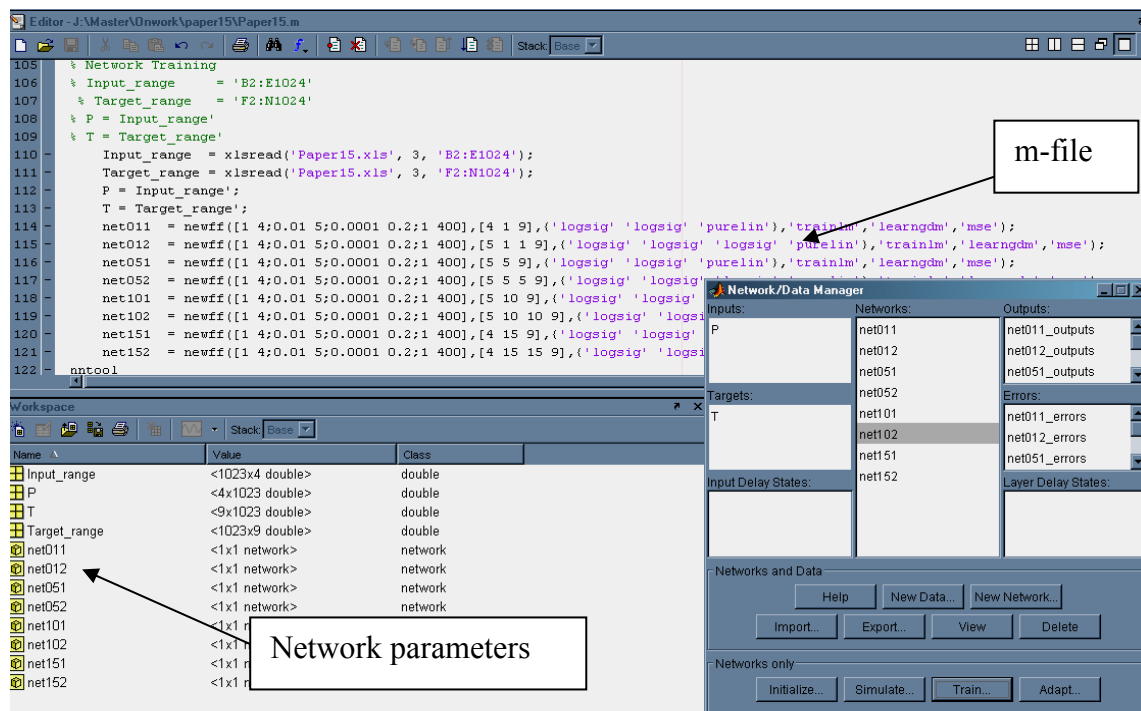 Editor - J:\Master\Onwork\paper15\Paper15.m
Stack: Base
105 % Network Training
106 % Input_range = 'B2:E1024'
107 % Target_range = 'F2:N1024'
108 % P = Input_range'
109 % T = Target_range'
110 - Input_range = xlsread('Paper15.xls', 3, 'B2:E1024');
111 - Target_range = xlsread('Paper15.xls', 3, 'F2:N1024');
112 - P = Input_range';
113 - T = Target_range';
114 - net011 = newff([1 4;0.01 5;0.0001 0.2;1 400],[4 1 9],{'logsig' 'logsig' 'purelin'},'trainlm','learngdm','mse');
115 - net012 = newff([1 4;0.01 5;0.0001 0.2;1 400],[5 1 1 9],{'logsig' 'logsig' 'logsig' 'purelin'},'trainlm','learngdm','mse');
116 - net051 = newff([1 4;0.01 5;0.0001 0.2;1 400],[5 5 9],{'logsig' 'logsig' 'purelin'},'trainlm','learngdm','mse');
117 - net052 = newff([1 4;0.01 5;0.0001 0.2;1 400],[5 5 5 9],{'logsig' 'logsig'
118 - net101 = newff([1 4;0.01 5;0.0001 0.2;1 400],[5 10 9],{'logsig' 'logsig'
119 - net102 = newff([1 4;0.01 5;0.0001 0.2;1 400],[5 10 10 9],{'logsig' 'logsi
120 - net151 = newff([1 4;0.01 5;0.0001 0.2;1 400],[4 15 9],{'logsig' 'logsig'
121 - net152 = newff([1 4;0.01 5;0.0001 0.2;1 400],[4 15 15 9],{'logsig' 'logsi
122 - nntool
m-file
Workspace
Stack: Base
Name Value Class
Input_range <1023x4 double> double
P <4x1023 double> double
T <9x1023 double> double
Target_range <1023x9 double> double
net011 <1x1 network> network
net012 <1x1 network> network
net051 <1x1 network> network
net052 <1x1 network> network
net101 <1x1 n
net102 <1x1 n
net151 <1x1 n
net152 <1x1 n
Network parameters
Network/Data Manager
Inputs: Networks: Outputs:
P net011 net011_outputs
net012 net012_outputs
net051 net051_outputs
Targets: net052 Errors:
T net101 net011_errors
net102 net012_errors
net151 net051_errors
Input Delay States: net152 Layer Delay States:
Networks and Data
Help New Data... New Network...
Import... Export... View Delete
Networks only
Initialize... Simulate... Train... Adapt...